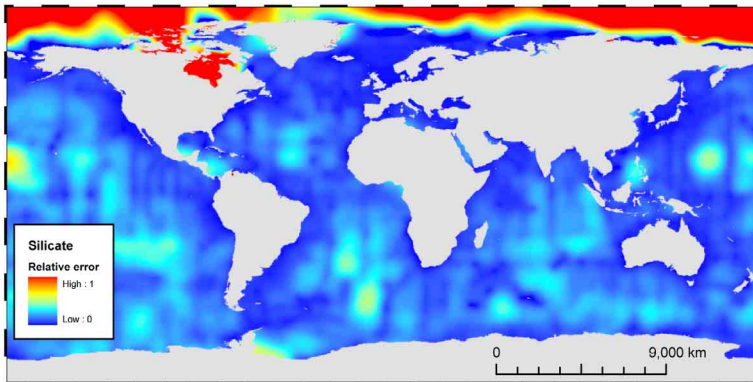 Silicate
Relative error
High : 1
Low : 0
0 9,000 km